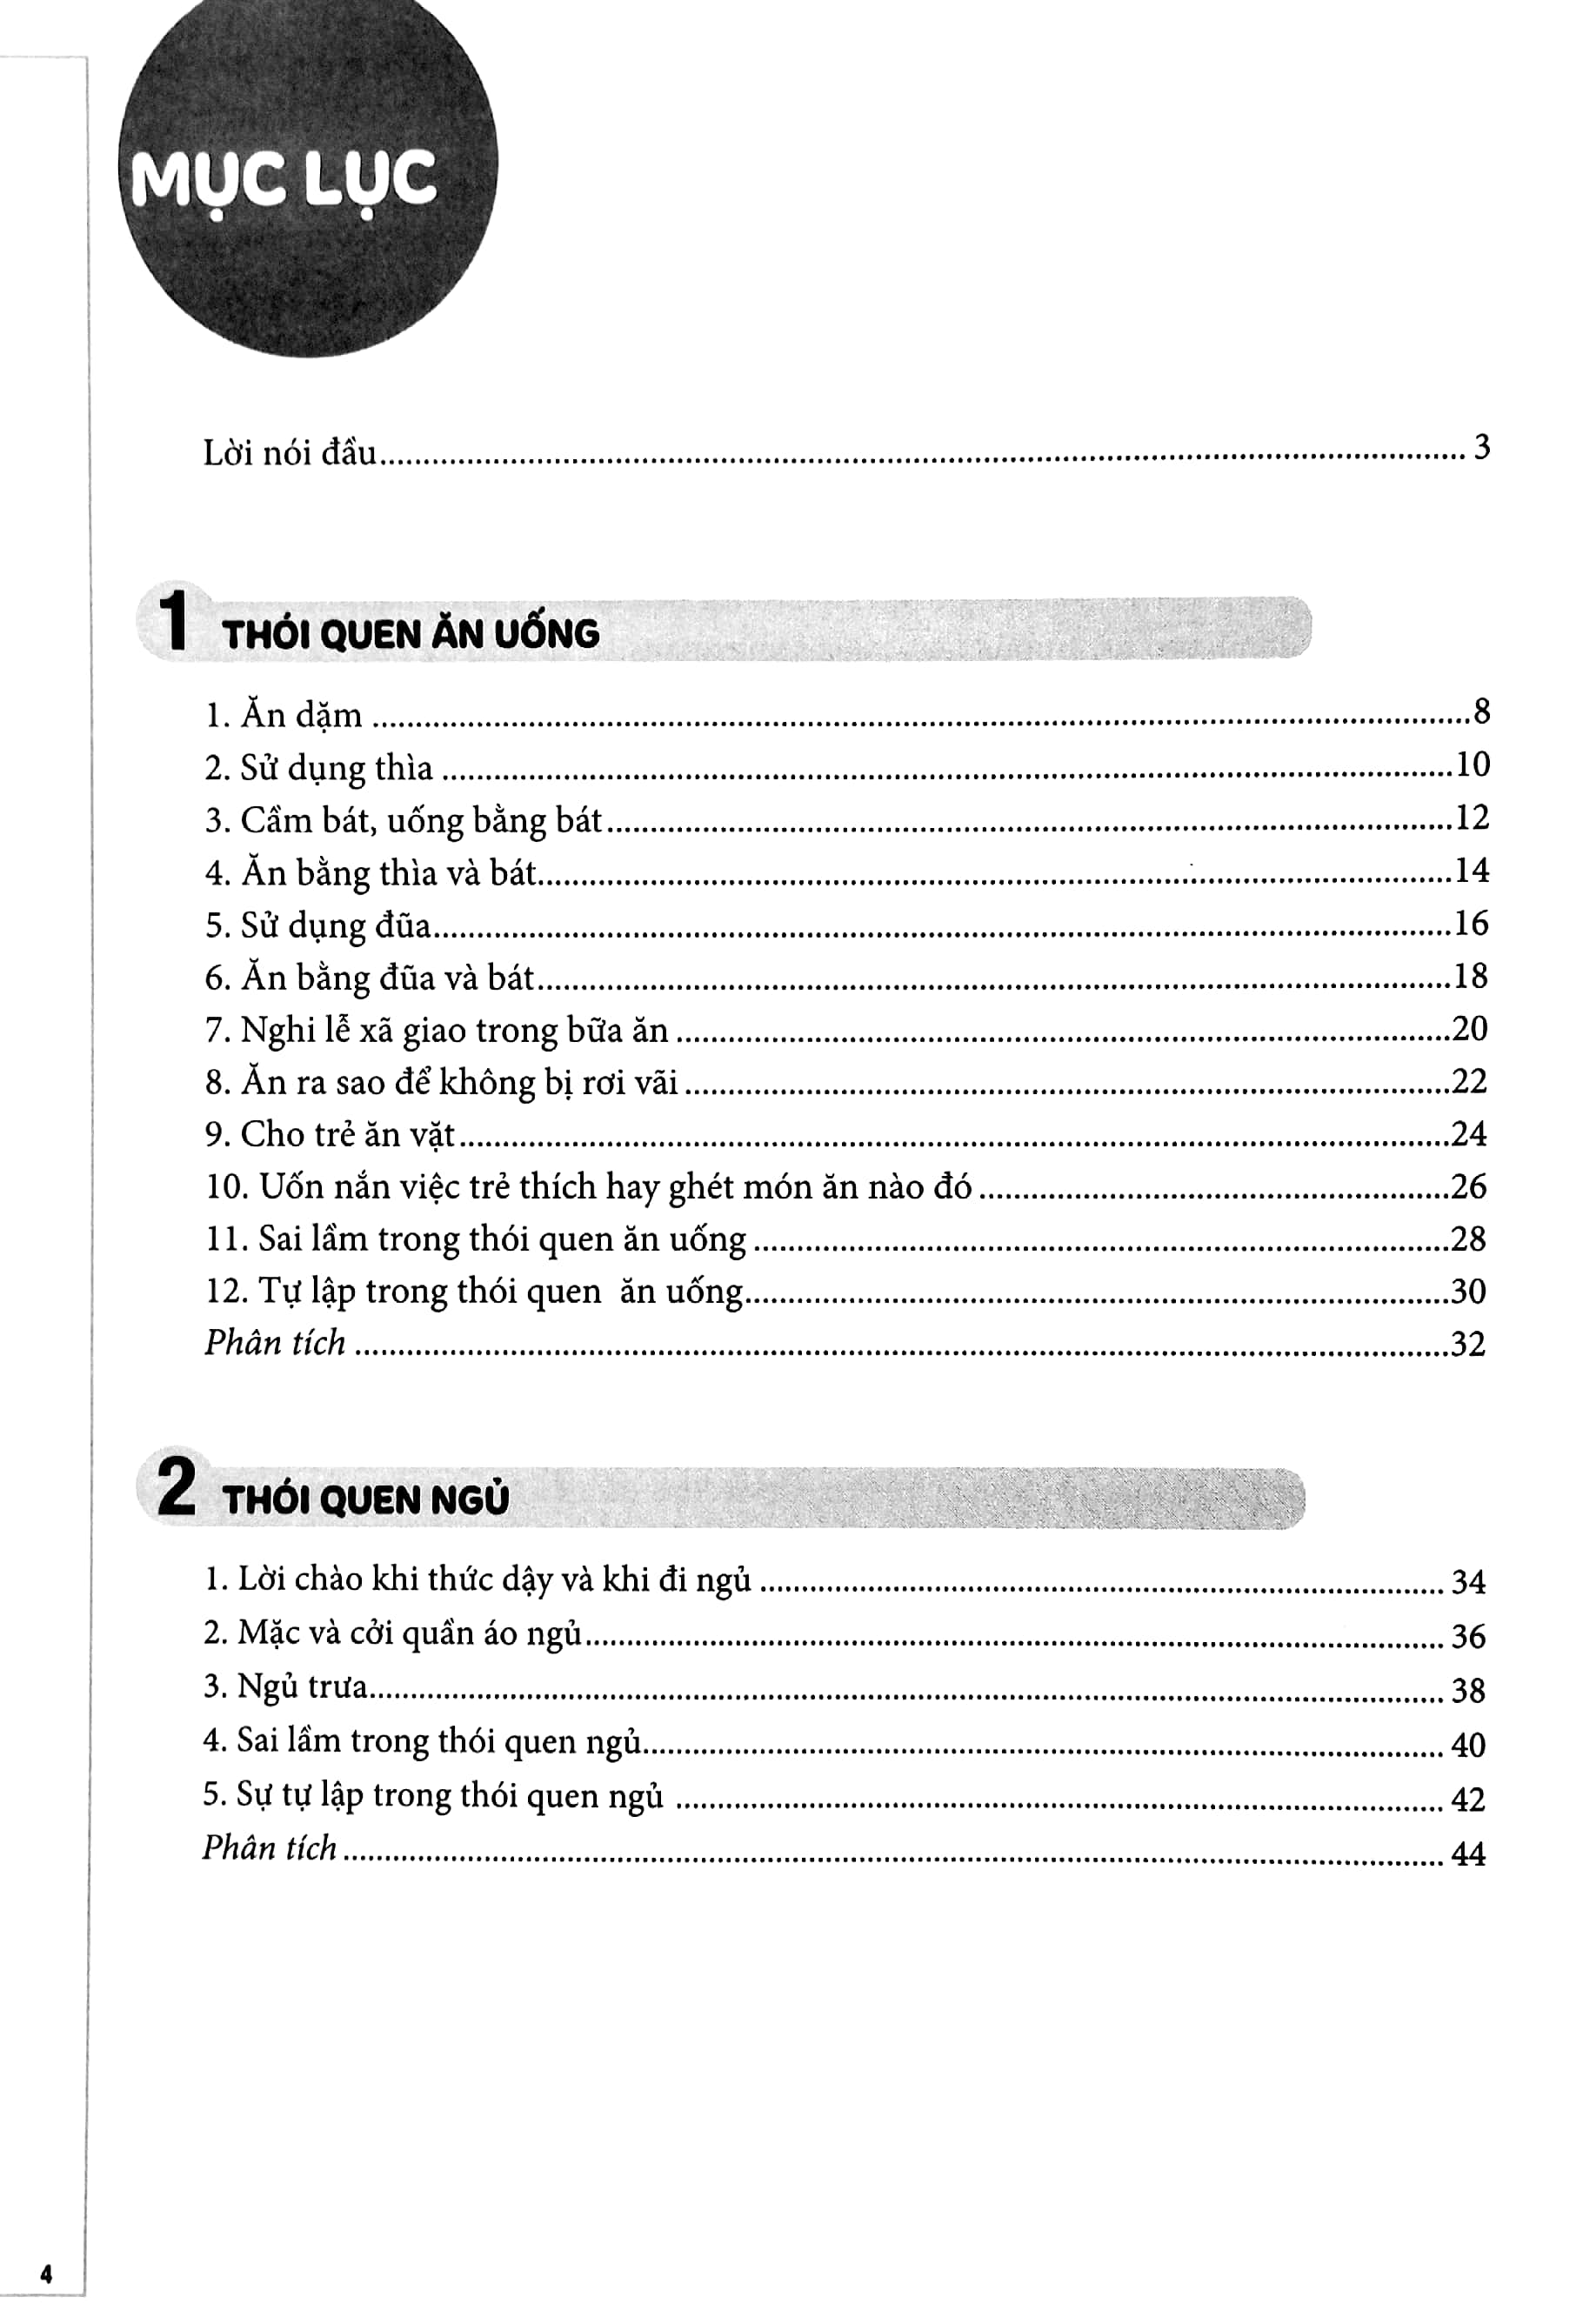 MỤC LỤC
Lời nói đầu........................................ 3
1 THÓI QUEN ĂN UỐNG
1. Ăn dặm ........................................8
2. Sử dụng thìa ........................................10
3. Cầm bát, uống bằng bát........................................12
4. Ăn bằng thìa và bát........................................14
5. Sử dụng đũa........................................16
6. Ăn bằng đũa và bát........................................18
7. Nghi lễ xã giao trong bữa ăn ........................................20
8. Ăn ra sao để không bị rơi vãi ........................................22
9. Cho trẻ ăn vặt........................................24
10. Uốn nắn việc trẻ thích hay ghét món ăn nào đó ........................................26
11. Sai lầm trong thói quen ăn uống ........................................28
12. Tự lập trong thói quen ăn uống........................................30
Phân tích ........................................32
2 THÓI QUEN NGỦ
1. Lời chào khi thức dậy và khi đi ngủ ........................................ 34
2. Mặc và cởi quần áo ngủ........................................ 36
3. Ngủ trưa........................................ 38
4. Sai lầm trong thói quen ngủ........................................ 40
5. Sự tự lập trong thói quen ngủ ........................................ 42
Phân tích ........................................ 44
4